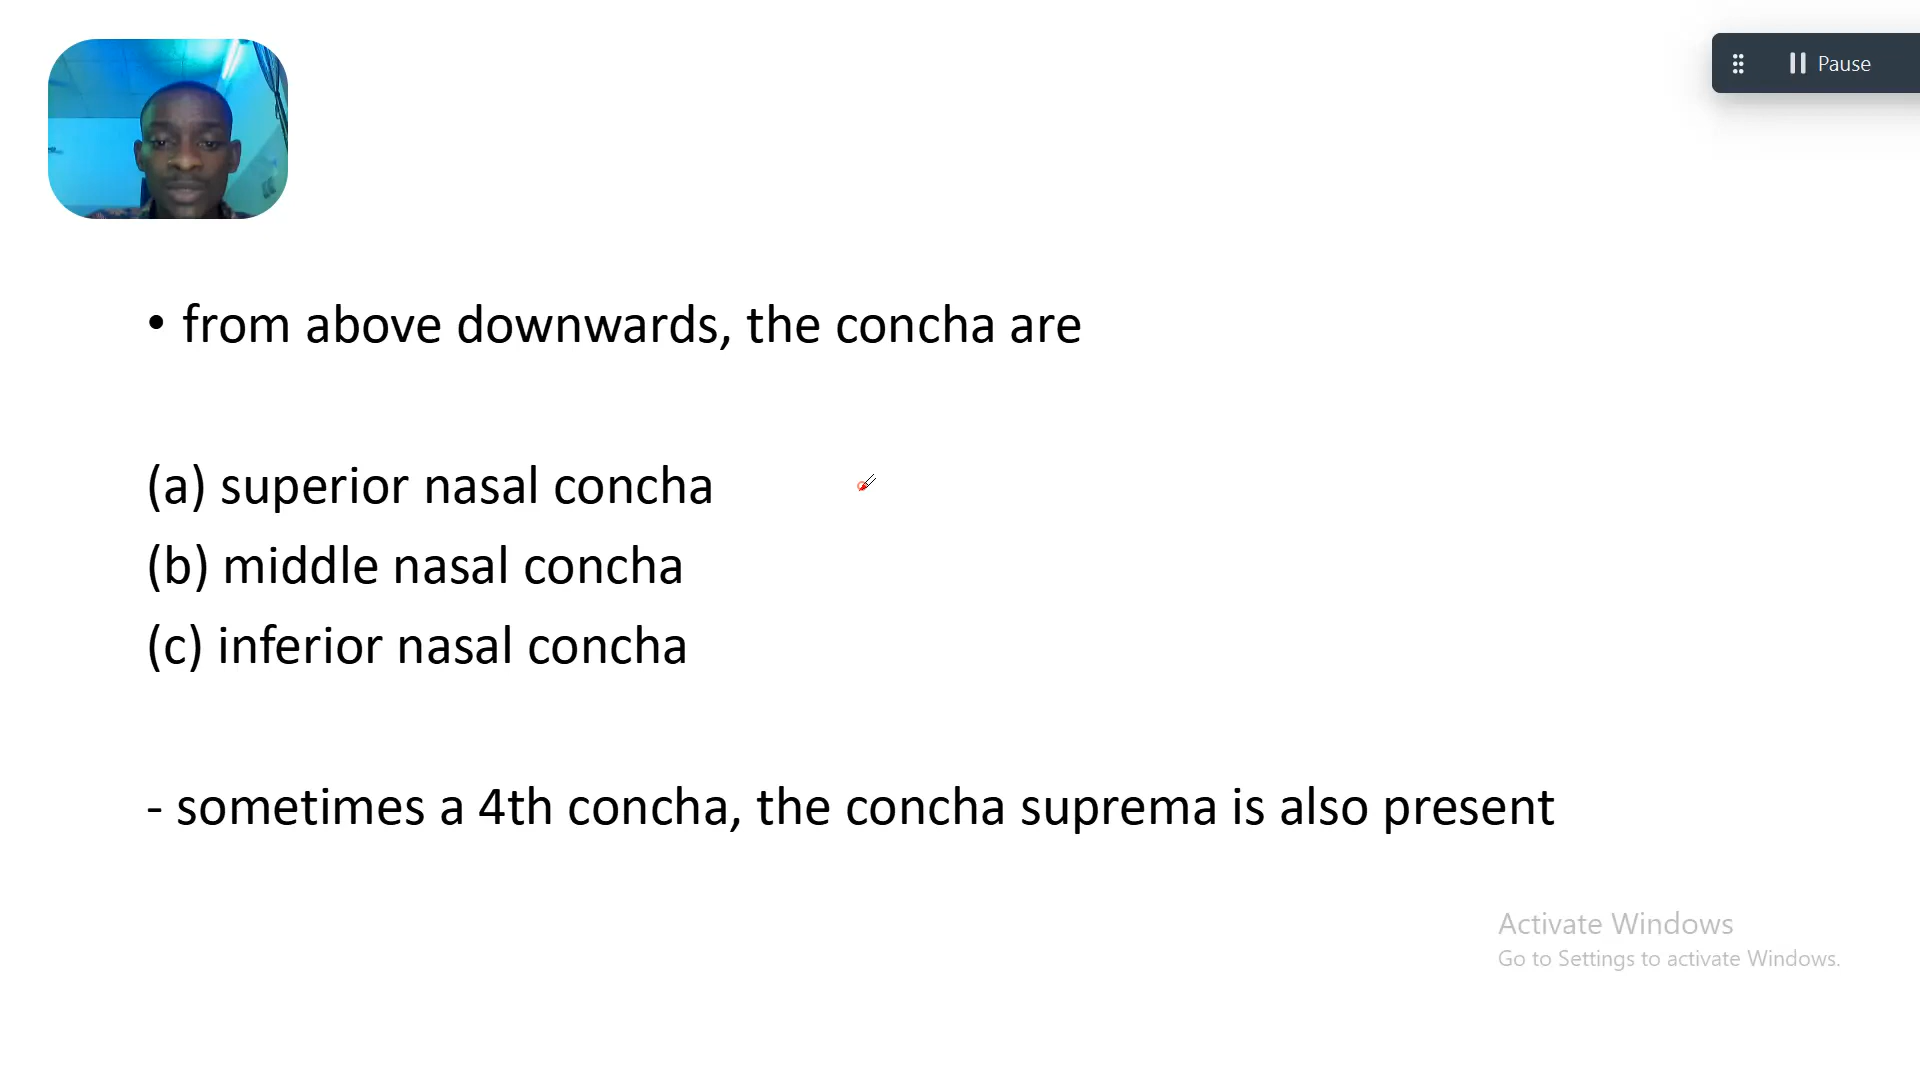 Pause
• from above downwards, the concha are
(a) superior nasal concha
(b) middle nasal concha
(c) inferior nasal concha
- sometimes a 4th concha, the concha suprema is also present
Activate Windows
Go to Settings to activate Windows.